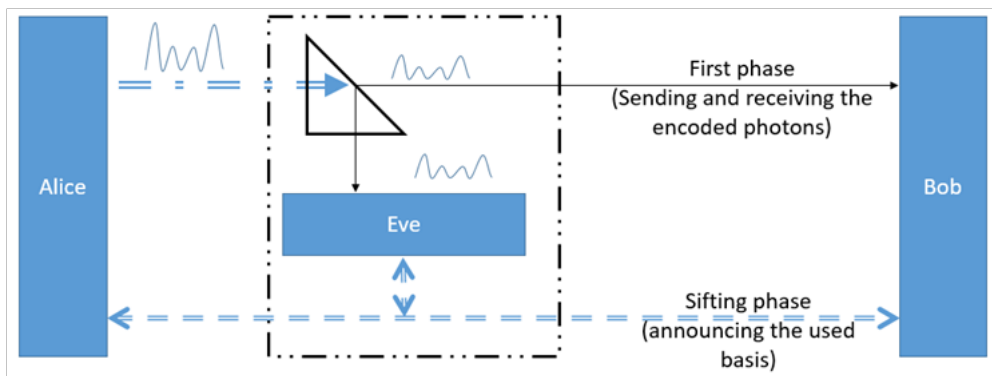 Alice
First phase
(Sending and receiving the
encoded photons)
Bob
Eve
Sifting phase
(announcing the used
basis)